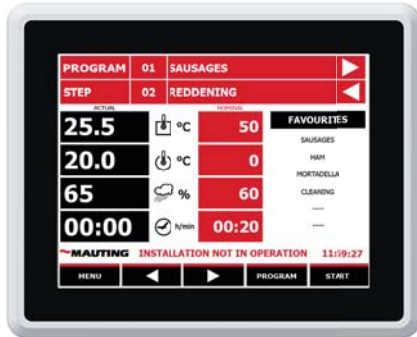 PROGRAM 01 SAUSAGES
STEP 02 REDDENING
ACTUAL NOMINAL
25.5 °C 50
20.0 °C 0
65 % 60
00:00 h/min 00:20
FAVOURITES
SAUSAGES
HAM
MORTADELLA
CLEANING
----
----
MAUTING INSTALLATION NOT IN OPERATION 11:59:27
MENU PROGRAM START